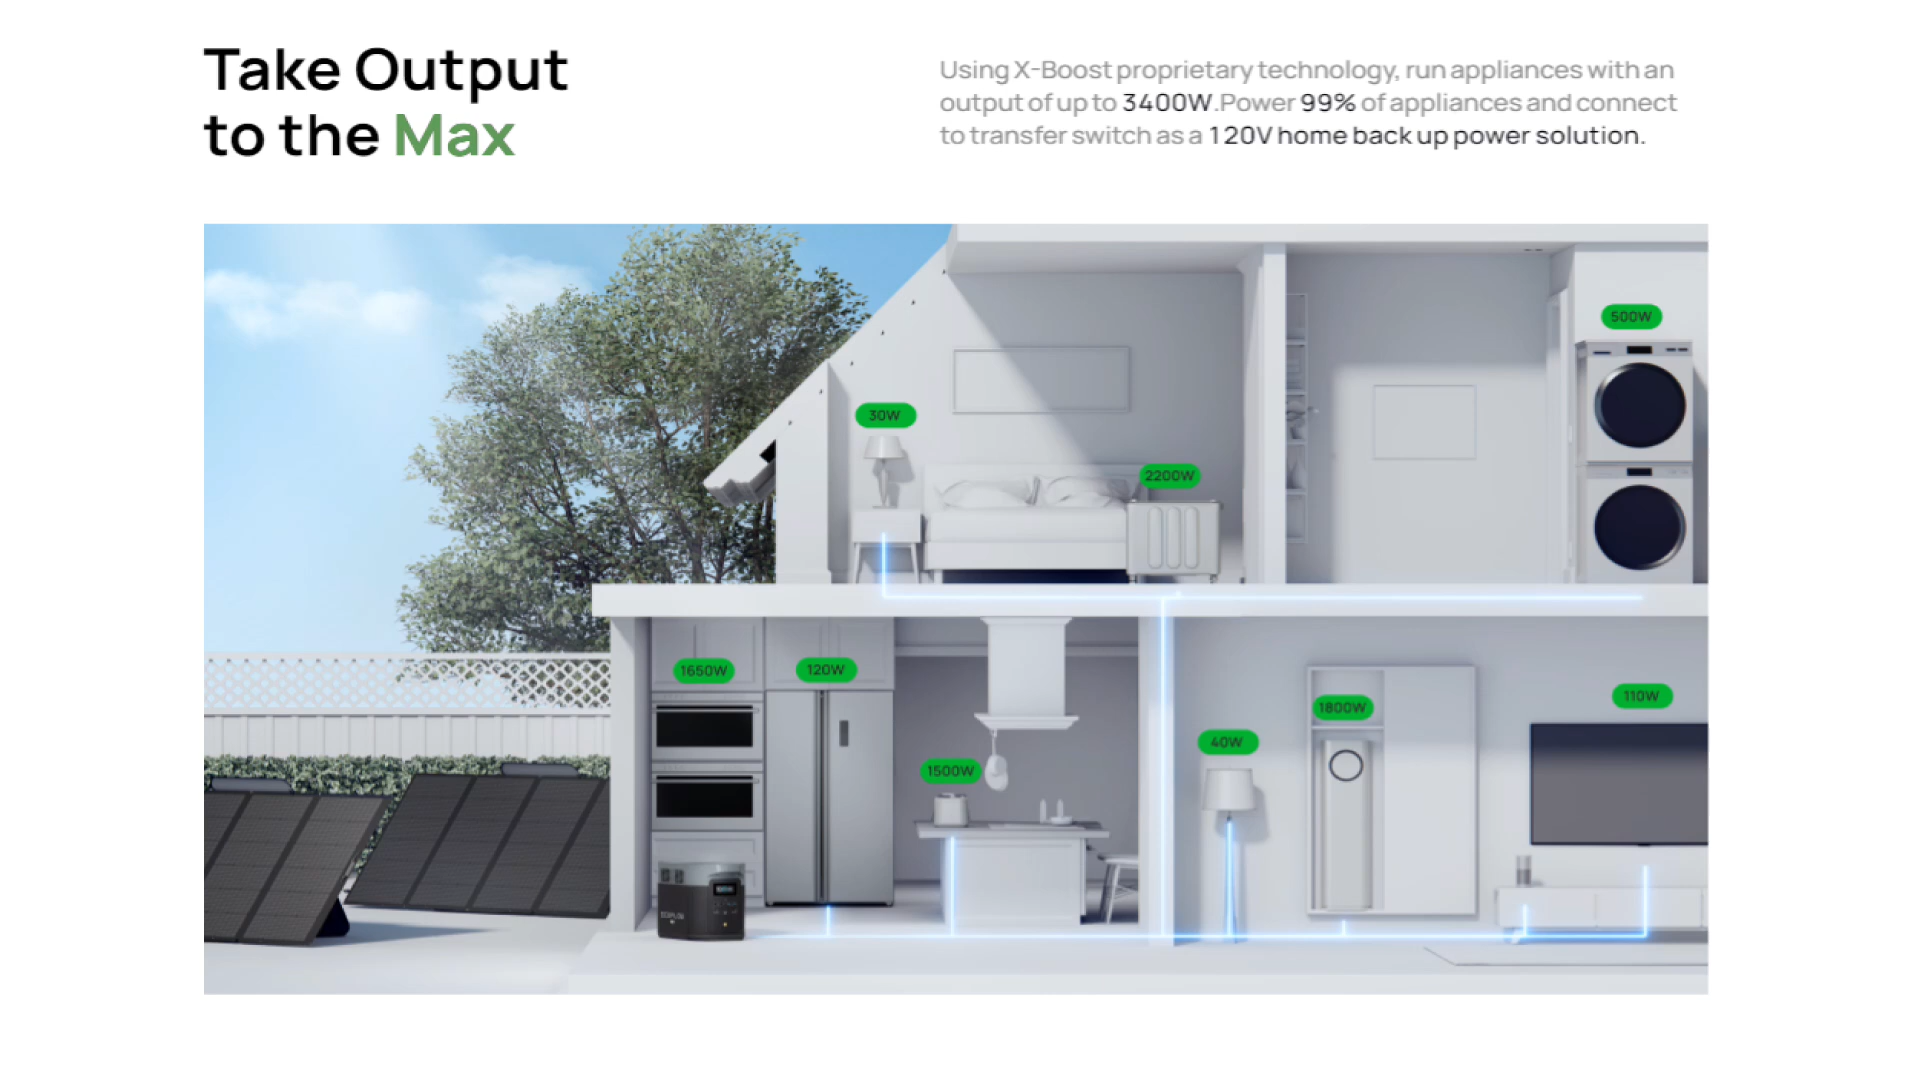 Take Output
to the Max
Using X-Boost proprietary technology, run appliances with an
output of up to 3400W.Power 99% of appliances and connect
to transfer switch as a 120V home back up power solution.
500W
30W
2200W
1650W
120W
110W
1800W
40W
1500W
ECOFLOW